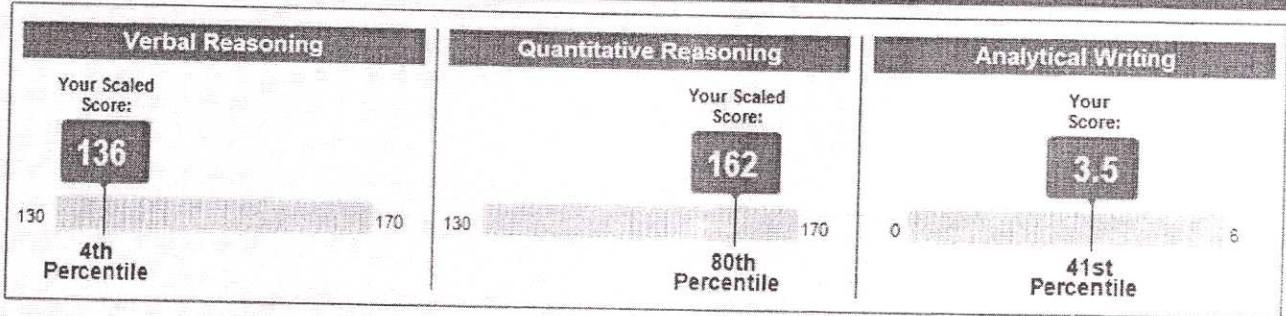 Verbal Reasoning
Your Scaled
Score:
136
130
170
4th
Percentile
Quantitative Reasoning
Your Scaled
Score:
162
130
170
80th
Percentile
Analytical Writing
Your
Score:
3.5
0
6
41st
Percentile